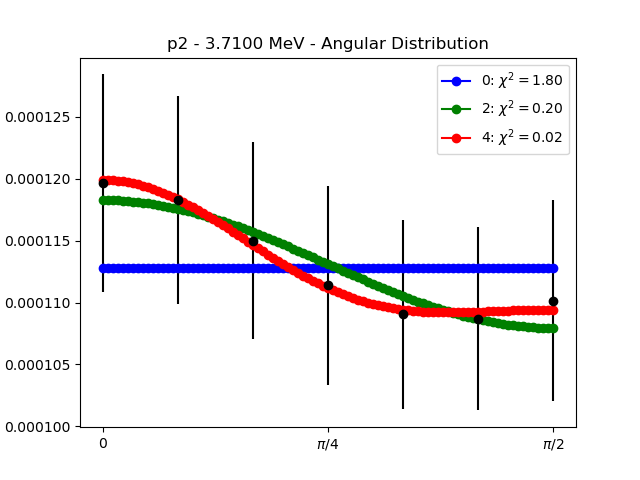 p2 - 3.7100 MeV - Angular Distribution
0: χ² = 1.80
2: χ² = 0.20
4: χ² = 0.02
0.000125
0.000120
0.000115
0.000110
0.000105
0.000100
0
π/4
π/2